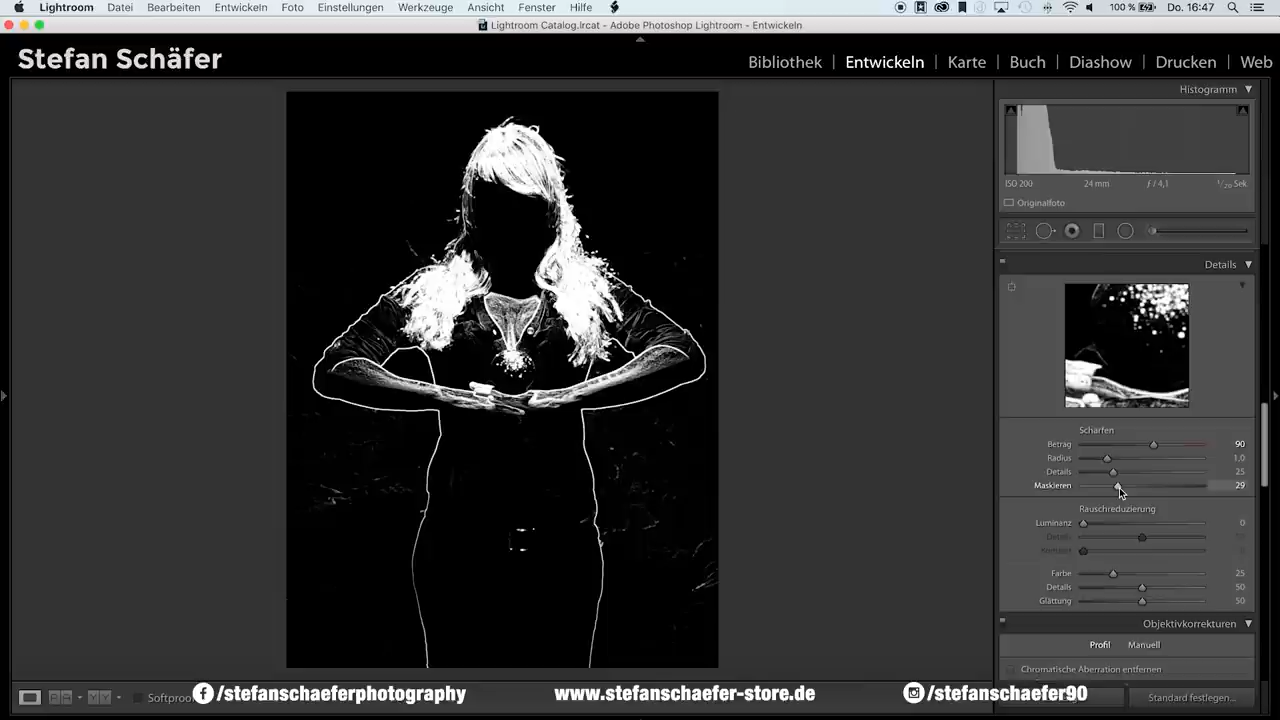 Lightroom Datei Bearbeiten Entwickeln Foto Einstellungen Werkzeuge Ansicht Fenster Hilfe 100 % Do. 16:47
Lightroom Catalog.lrcat - Adobe Photoshop Lightroom - Entwickeln
Stefan Schäfer
Bibliothek | Entwickeln | Karte | Buch | Diashow | Drucken | Web
Histogramm
ISO 200 24 mm ƒ / 4,1 1/20 Sek
Originalfoto
Details
Schärfen
Betrag 90
Radius 1,0
Details 25
Maskieren 29
Rauschreduzierung
Luminanz 0
Details
Kontrast
Farbe 25
Details 50
Glättung 50
Objektivkorrekturen
Profil Manuell
Chromatische Aberration entfernen
Softproof
/stefanschaeferphotography www.stefanschaefer-store.de /stefanschaefer90
Standard festlegen...